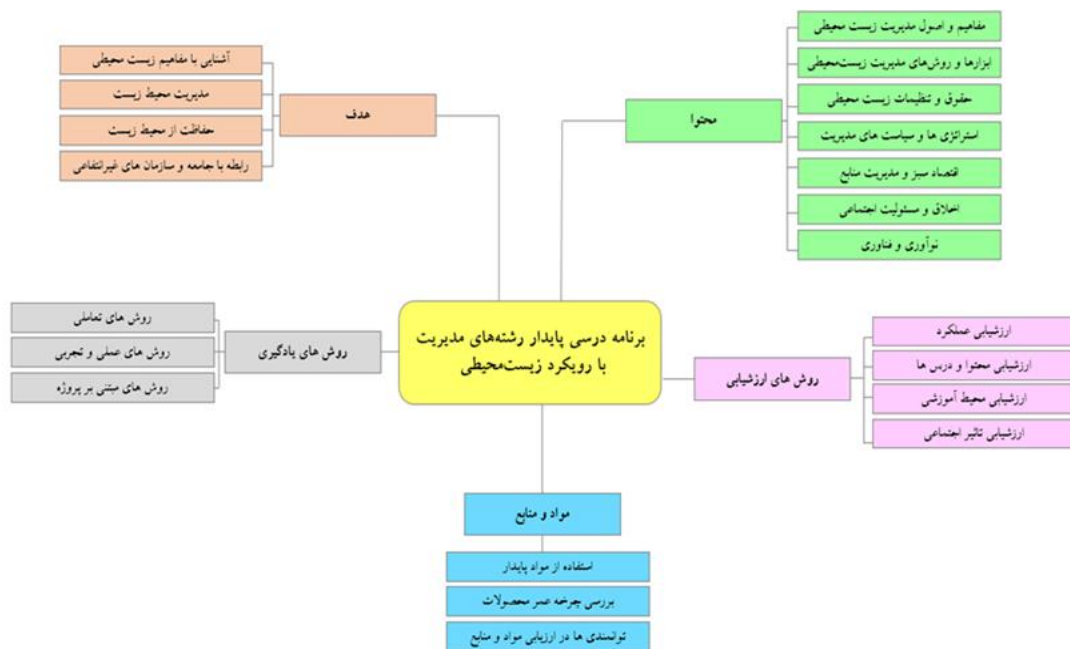 مفاهیم و اصول مدیریت زیست محیطی
ابزارها و روش‌های مدیریت زیست‌محیطی
حقوق و تنظیمات زیست محیطی
استراتژی ها و سیاست های مدیریت
اقتصاد سبز و مدیریت منابع
اخلاق و مسئولیت اجتماعی
نوآوری و فناوری
محتوا
هدف
آشنایی با مفاهیم زیست محیطی
مدیریت محیط زیست
حفاظت از محیط زیست
رابطه با جامعه و سازمان های غیرانتفاعی
برنامه درسی پایدار رشته‌های مدیریت
با رویکرد زیست‌محیطی
ارزشیابی عملکرد
ارزشیابی محتوا و درس ها
ارزشیابی محیط آموزشی
ارزشیابی تاثیر اجتماعی
روش های ارزشیابی
روش های یادگیری
روش های تعاملی
روش های عملی و تجربی
روش های مبتنی بر پروژه
مواد و منابع
استفاده از مواد پایدار
بررسی چرخه عمر محصولات
توانمندی ها در ارزیابی مواد و منابع